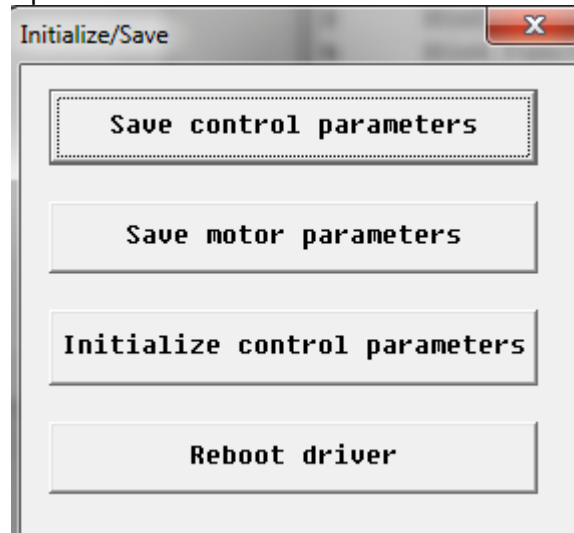 Initialize/Save
Save control parameters
Save motor parameters
Initialize control parameters
Reboot driver